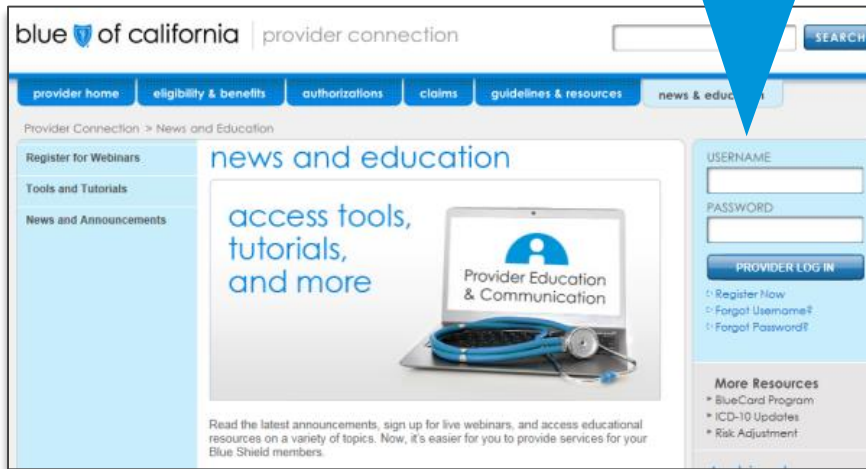 blue of california provider connection
SEARCH
provider home eligibility & benefits authorizations claims guidelines & resources news &
Provider Connection > News and Education
Register for Webinars
Tools and Tutorials
News and Announcements
news and education
access tools,
tutorials,
and more
Provider Education
& Communication
Read the latest announcements, sign up for live webinars, and access educational
resources on a variety of topics. Now, it's easier for you to provide services for your
Blue Shield members.
USERNAME
PASSWORD
PROVIDER LOG IN
Register Now
Forgot Username?
Forgot Password?
More Resources
BlueCard Program
ICD-10 Updates
Risk Adjustment